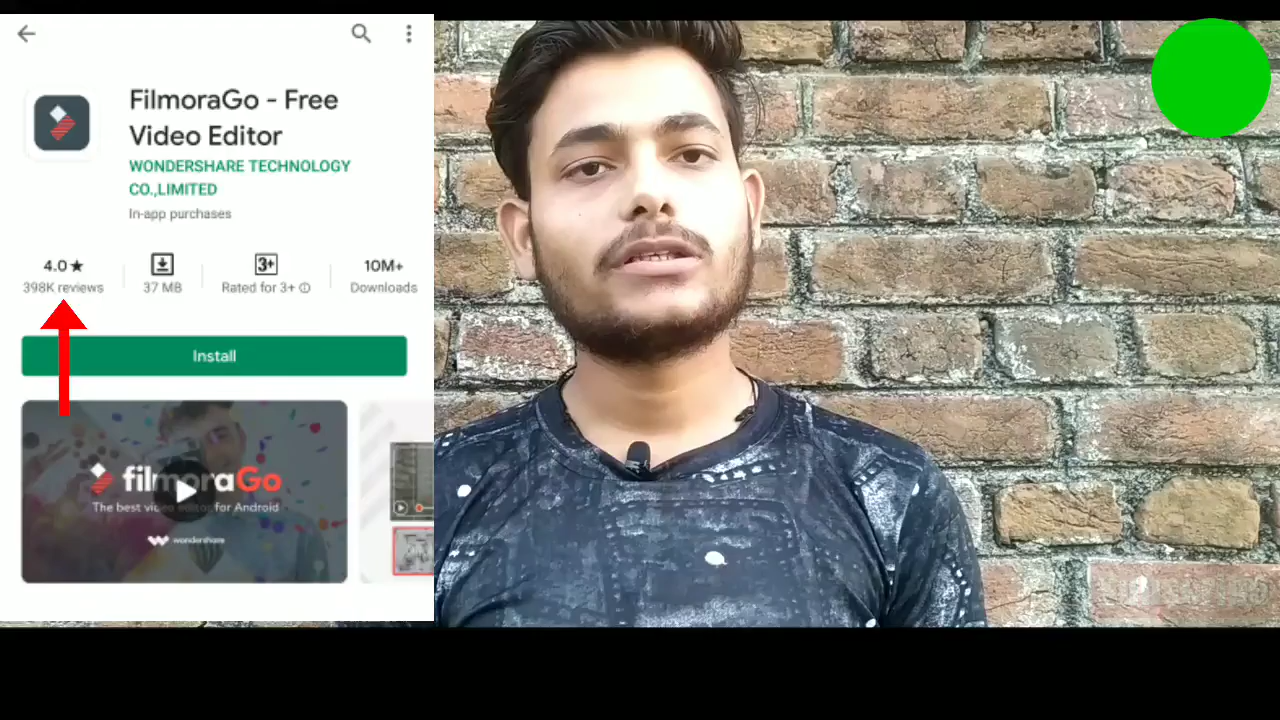 FilmoraGo - Free
Video Editor
WONDERSHARE TECHNOLOGY
CO.,LIMITED
In-app purchases
4.0★
398K reviews
37 MB
3+
Rated for 3+
10M+
Downloads
Install
filmoraGo
The best video editor for Android
wondershare